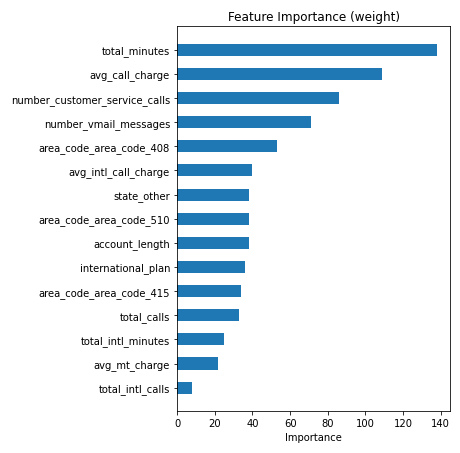 Feature Importance (weight)
total_minutes
avg_call_charge
number_customer_service_calls
number_vmail_messages
area_code_area_code_408
avg_intl_call_charge
state_other
area_code_area_code_510
account_length
international_plan
area_code_area_code_415
total_calls
total_intl_minutes
avg_mt_charge
total_intl_calls
0 20 40 60 80 100 120 140
Importance